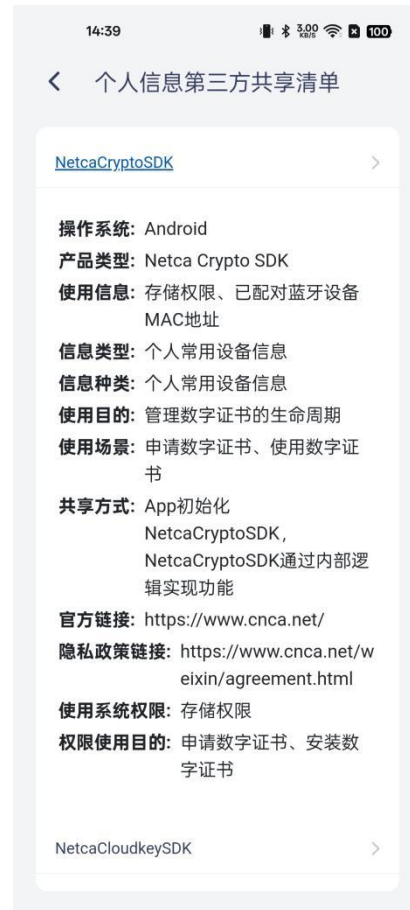 14:39
3.00 KB/S
100
个人信息第三方共享清单
NetcaCryptoSDK
操作系统: Android
产品类型: Netca Crypto SDK
使用信息: 存储权限、已配对蓝牙设备
MAC地址
信息类型: 个人常用设备信息
信息种类: 个人常用设备信息
使用目的: 管理数字证书的生命周期
使用场景: 申请数字证书、使用数字证
书
共享方式: App初始化
NetcaCryptoSDK,
NetcaCryptoSDK通过内部逻
辑实现功能
官方链接: https://www.cnca.net/
隐私政策链接: https://www.cnca.net/w
eixin/agreement.html
使用系统权限: 存储权限
权限使用目的: 申请数字证书、安装数
字证书
NetcaCloudkeySDK